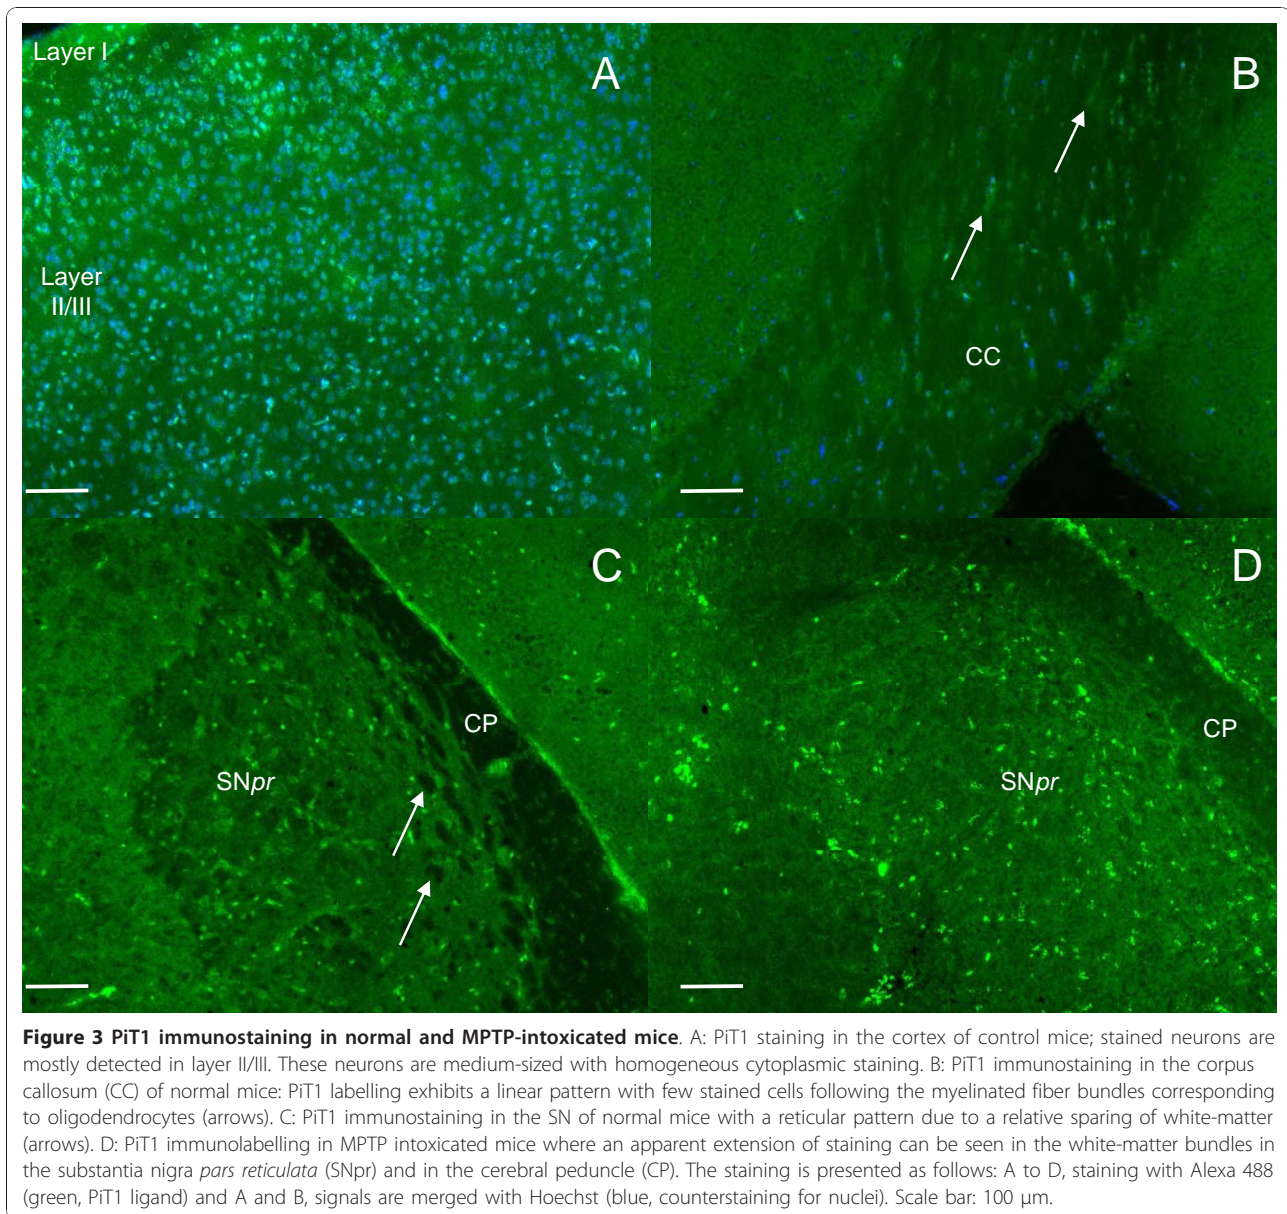 Layer I
A
B
Layer
II/III
CC
C
D
CP
CP
SNpr
SNpr
Figure 3 PiT1 immunostaining in normal and MPTP-intoxicated mice. A: PiT1 staining in the cortex of control mice; stained neurons are
mostly detected in layer II/III. These neurons are medium-sized with homogeneous cytoplasmic staining. B: PiT1 immunostaining in the corpus
callosum (CC) of normal mice: PiT1 labelling exhibits a linear pattern with few stained cells following the myelinated fiber bundles corresponding
to oligodendrocytes (arrows). C: PiT1 immunostaining in the SN of normal mice with a reticular pattern due to a relative sparing of white-matter
(arrows). D: PiT1 immunolabelling in MPTP intoxicated mice where an apparent extension of staining can be seen in the white-matter bundles in
the substantia nigra pars reticulata (SNpr) and in the cerebral peduncle (CP). The staining is presented as follows: A to D, staining with Alexa 488
(green, PiT1 ligand) and A and B, signals are merged with Hoechst (blue, counterstaining for nuclei). Scale bar: 100 μm.